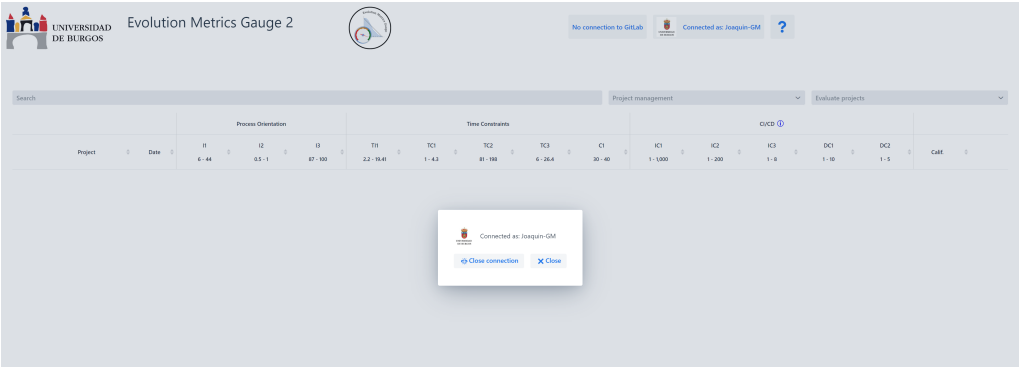 UNIVERSIDAD
DE BURGOS
Evolution Metrics Gauge 2
No connection to GitLab
Connected as: Joaquin-GM
?
Search
Project management
Evaluate projects
Process Orientation
Time Constraints
CI/CD
Project
Date
I1
6 - 44
I2
0.5 - 1
I3
87 - 100
TI1
2.2 - 19.41
TC1
1 - 4.3
TC2
81 - 198
TC3
6 - 26.4
C1
30 - 40
IC1
1 - 1,000
IC2
1 - 200
IC3
1 - 8
DC1
1 - 10
DC2
1 - 5
Calif.
Connected as: Joaquin-GM
Close connection
Close